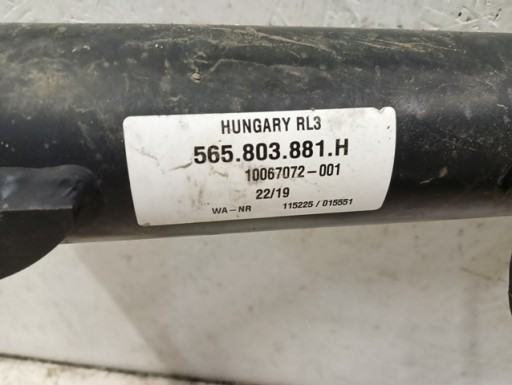 HUNGARY RL3
565.803.881.H
10067072-001
22/19
WA-NR 115225 / 015551